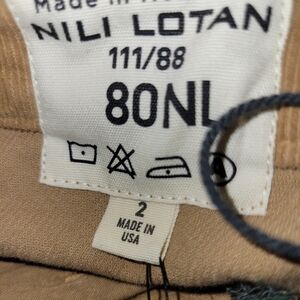 Made in
NILI LOTAN
111/88
80NL
2
MADE IN
USA